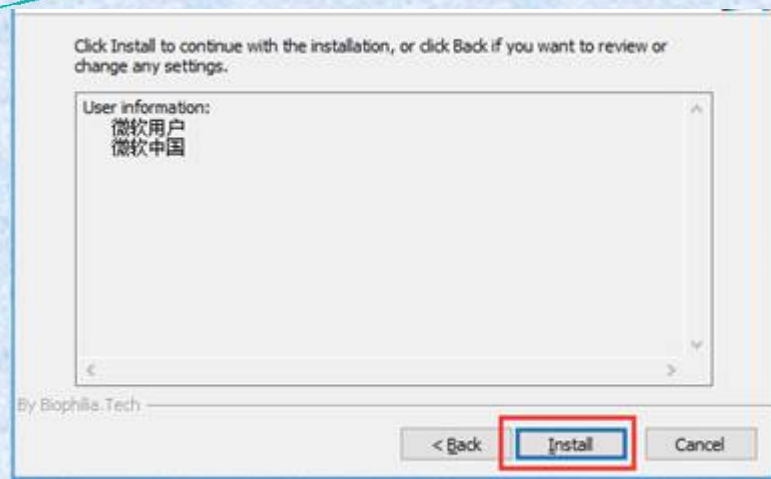 Click Install to continue with the installation, or click Back if you want to review or
change any settings.
User information:
微软用户
微软中国
By Biophilia.Tech
< Back
Install
Cancel